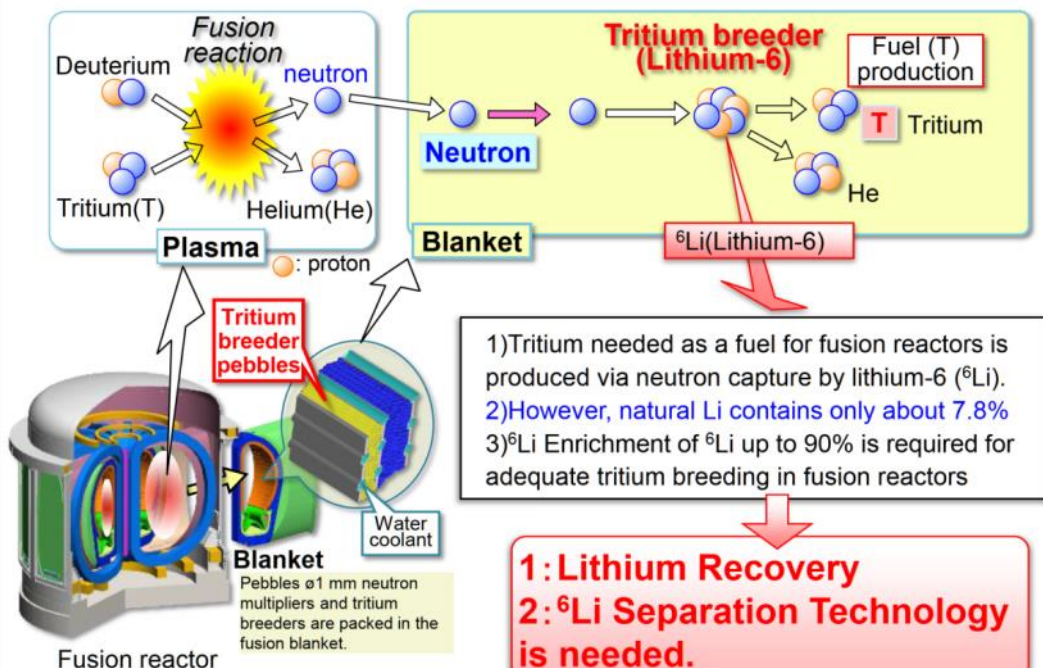 Fusion
reaction
Deuterium
neutron
Tritium(T)
Helium(He)
Plasma
: proton
Tritium breeder
(Lithium-6)
Fuel (T)
production
Neutron
T Tritium
He
Blanket
⁶Li(Lithium-6)
Tritium
breeder
pebbles
Water
coolant
Blanket
Pebbles ø1 mm neutron
multipliers and tritium
breeders are packed in the
fusion blanket.
Fusion reactor
1)Tritium needed as a fuel for fusion reactors is
produced via neutron capture by lithium-6 (⁶Li).
2)However, natural Li contains only about 7.8%
3)⁶Li Enrichment of ⁶Li up to 90% is required for
adequate tritium breeding in fusion reactors
1: Lithium Recovery
2: ⁶Li Separation Technology
is needed.